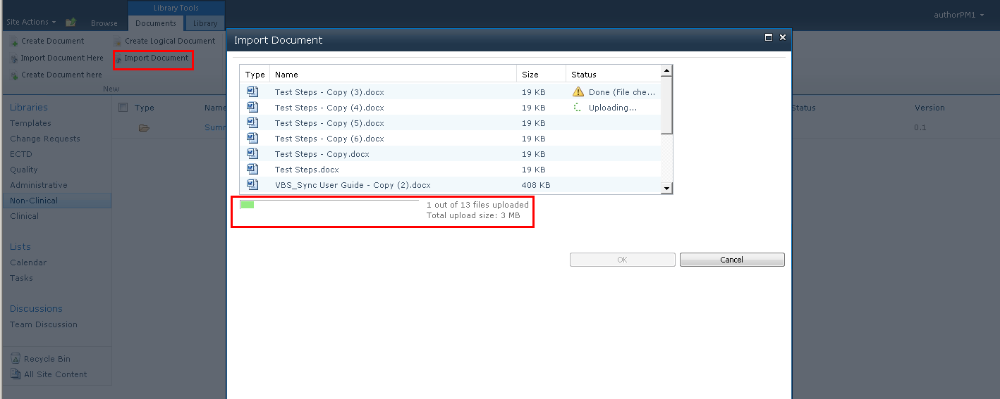 Library Tools
Site Actions
Browse
Documents
Library
authorPM1
Create Document
Create Logical Document
Import Document Here
Import Document
Create Document here
New
Libraries
Templates
Change Requests
ECTD
Quality
Administrative
Non-Clinical
Clinical
Lists
Calendar
Tasks
Discussions
Team Discussion
Recycle Bin
All Site Content
Type Name
Summ
Status Version
0.1
Import Document
Type Name Size Status
Test Steps - Copy (3).docx 19 KB Done (File che...
Test Steps - Copy (4).docx 19 KB Uploading...
Test Steps - Copy (5).docx 19 KB
Test Steps - Copy (6).docx 19 KB
Test Steps - Copy.docx 19 KB
Test Steps.docx 19 KB
VBS_Sync User Guide - Copy (2).docx 408 KB
1 out of 13 files uploaded
Total upload size: 3 MB
OK Cancel